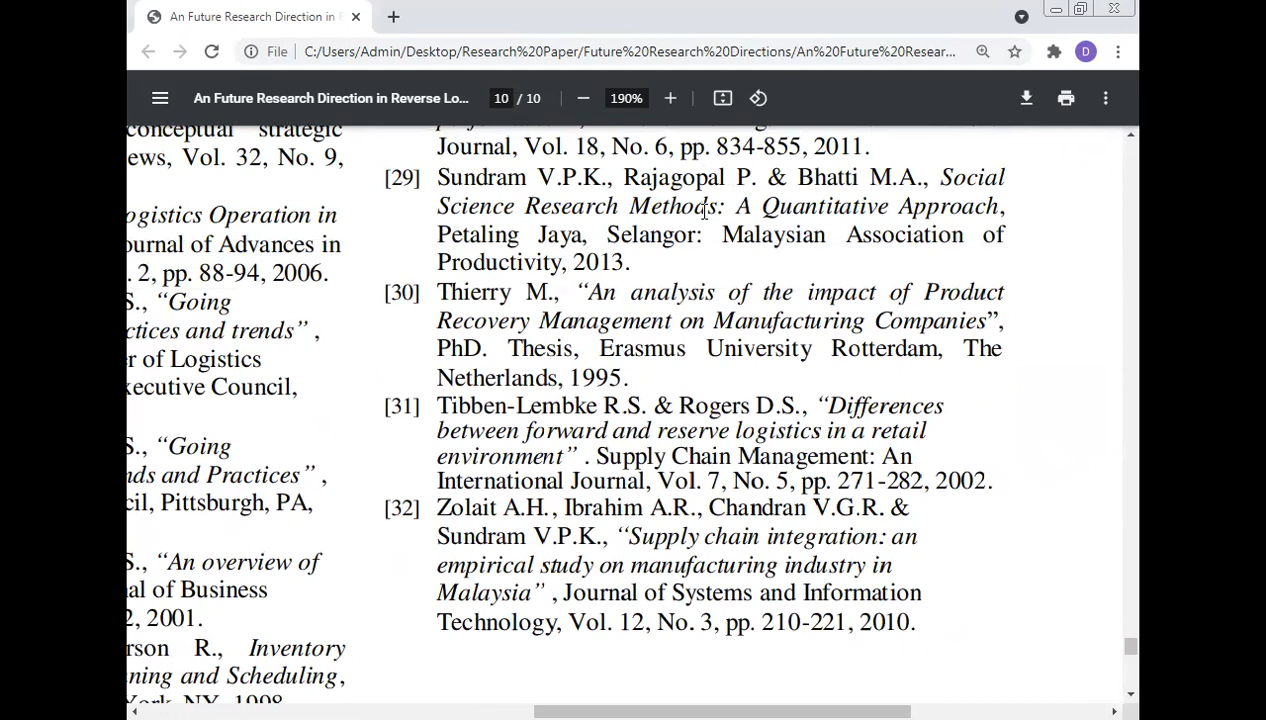 An Future Research Direction in R
File C:/Users/Admin/Desktop/Research%20Paper/Future%20Research%20Directions/An%20Future%20Resear...
D
An Future Research Direction in Reverse Lo...
10 / 10
190%
conceptual strategic
ews, Vol. 32, No. 9,
ogistics Operation in
ournal of Advances in
. 2, pp. 88-94, 2006.
S., “Going
ctices and trends” ,
er of Logistics
xecutive Council,
S., “Going
nds and Practices” ,
cil, Pittsburgh, PA,
S., “An overview of
al of Business
2, 2001.
rson R., Inventory
ning and Scheduling,
York, NY, 1998
Journal, Vol. 18, No. 6, pp. 834-855, 2011.
[29] Sundram V.P.K., Rajagopal P. & Bhatti M.A., Social
Science Research Methods: A Quantitative Approach,
Petaling Jaya, Selangor: Malaysian Association of
Productivity, 2013.
[30] Thierry M., “An analysis of the impact of Product
Recovery Management on Manufacturing Companies”,
PhD. Thesis, Erasmus University Rotterdam, The
Netherlands, 1995.
[31] Tibben-Lembke R.S. & Rogers D.S., “Differences
between forward and reserve logistics in a retail
environment” . Supply Chain Management: An
International Journal, Vol. 7, No. 5, pp. 271-282, 2002.
[32] Zolait A.H., Ibrahim A.R., Chandran V.G.R. &
Sundram V.P.K., “Supply chain integration: an
empirical study on manufacturing industry in
Malaysia” , Journal of Systems and Information
Technology, Vol. 12, No. 3, pp. 210-221, 2010.